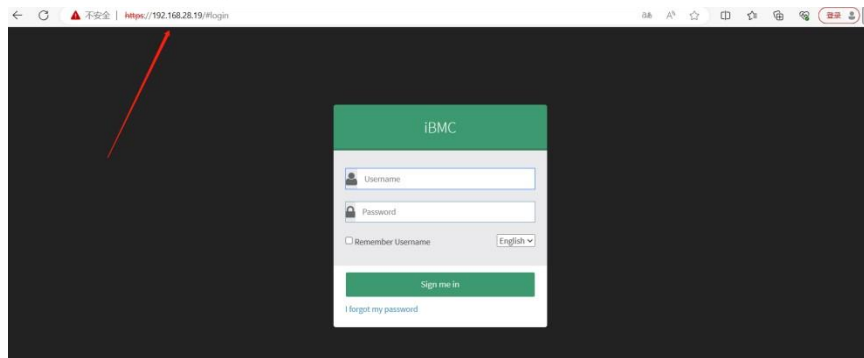 不安全 | https://192.168.28.19/#login
登录
iBMC
Username
Password
Remember Username
English
Sign me in
I forgot my password